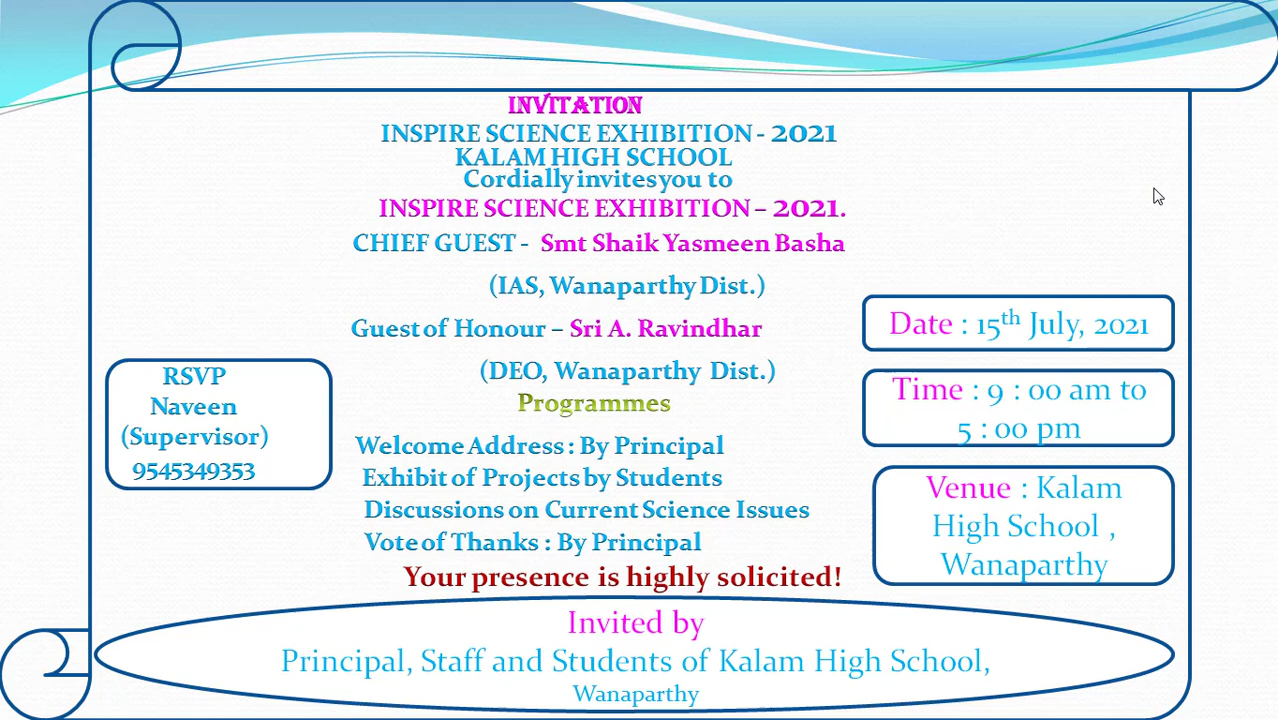 INVITATION
INSPIRE SCIENCE EXHIBITION - 2021
KALAM HIGH SCHOOL
Cordially invites you to
INSPIRE SCIENCE EXHIBITION – 2021.
CHIEF GUEST - Smt Shaik Yasmeen Basha
(IAS, Wanaparthy Dist.)
Guest of Honour – Sri A. Ravindhar
(DEO, Wanaparthy Dist.)
Programmes
Welcome Address : By Principal
Exhibit of Projects by Students
Discussions on Current Science Issues
Vote of Thanks : By Principal
Your presence is highly solicited!
RSVP
Naveen
(Supervisor)
9545349353
Date : 15th July, 2021
Time : 9 : 00 am to
5 : 00 pm
Venue : Kalam
High School ,
Wanaparthy
Invited by
Principal, Staff and Students of Kalam High School,
Wanaparthy